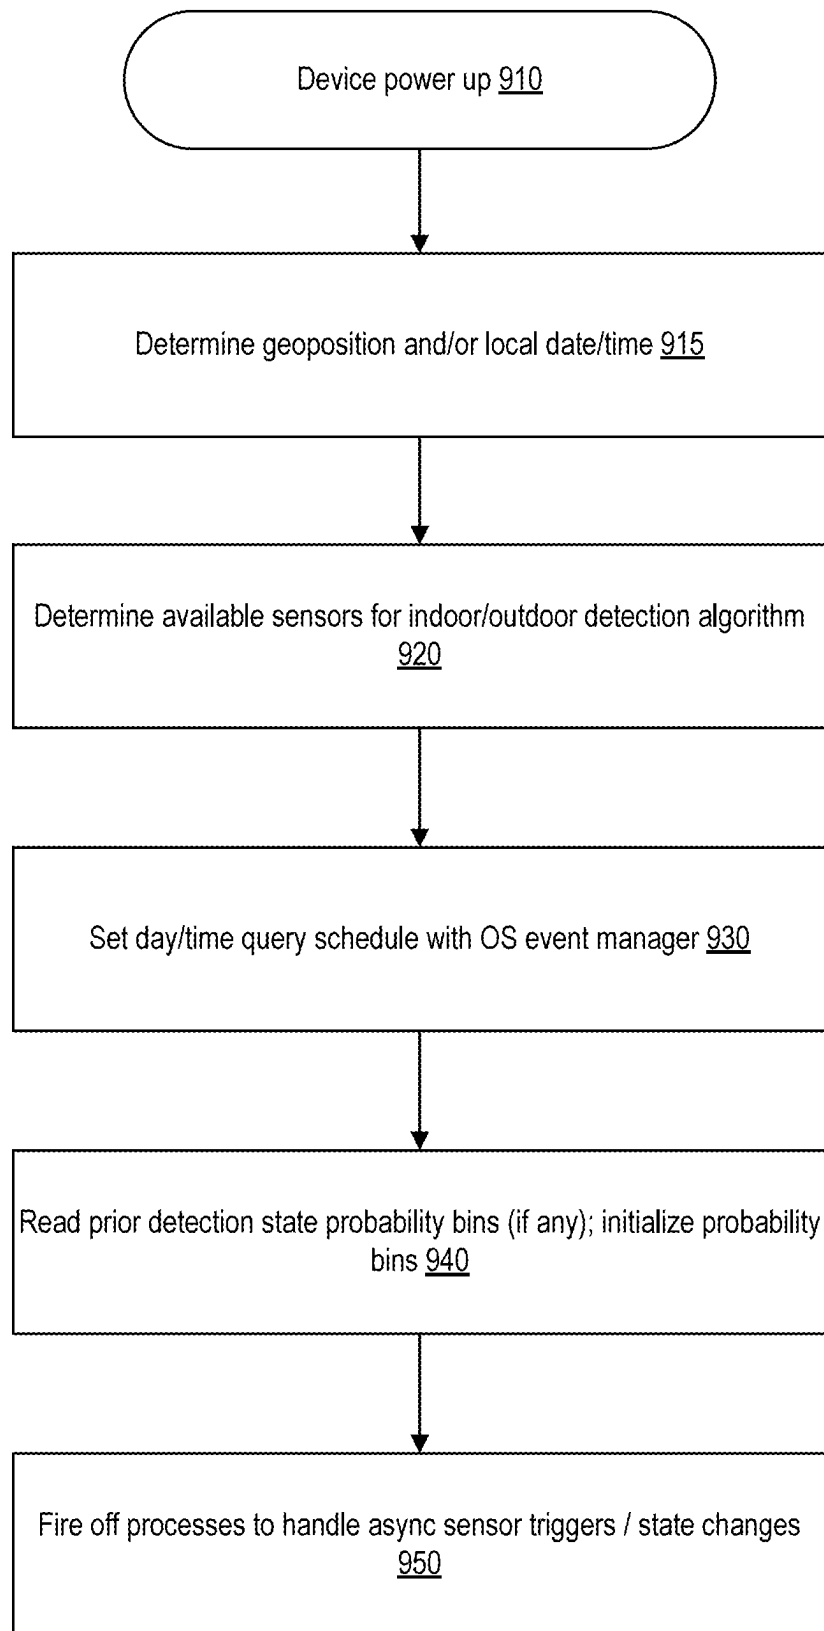 Device power up 910
Determine geoposition and/or local date/time 915
Determine available sensors for indoor/outdoor detection algorithm
920
Set day/time query schedule with OS event manager 930
Read prior detection state probability bins (if any); initialize probability
bins 940
Fire off processes to handle async sensor triggers / state changes
950